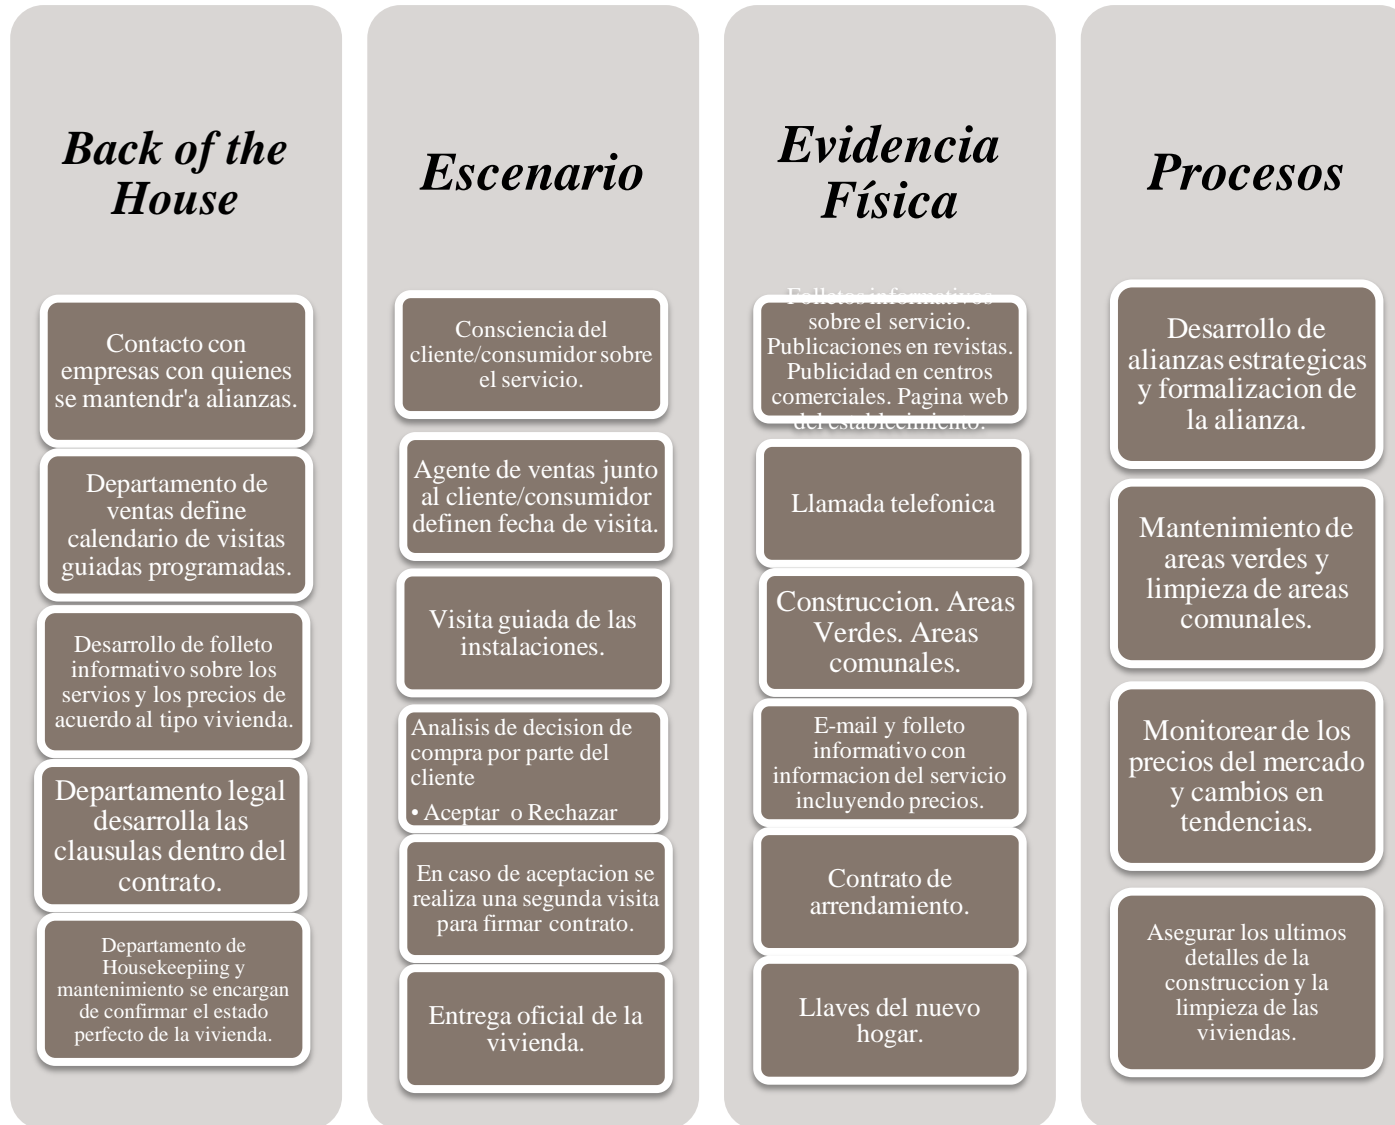 Back of the
House
Contacto con
empresas con quienes
se mantendr'a alianzas.
Departamento de
ventas define
calendario de visitas
guiadas programadas.
Desarrollo de folleto
informativo sobre los
servios y los precios de
acuerdo al tipo vivienda.
Departamento legal
desarrolla las
clausulas dentro del
contrato.
Departamento de
Housekeepiing y
mantenimiento se encargan
de confirmar el estado
perfecto de la vivienda.
Escenario
Consciencia del
cliente/consumidor sobre
el servicio.
Agente de ventas junto
al cliente/consumidor
definen fecha de visita.
Visita guiada de las
instalaciones.
Analisis de decision de
compra por parte del
cliente
• Aceptar o Rechazar
En caso de aceptacion se
realiza una segunda visita
para firmar contrato.
Entrega oficial de la
vivienda.
Evidencia
Física
Folletos informativos
sobre el servicio.
Publicaciones en revistas.
Publicidad en centros
comerciales. Pagina web
del establecimiento.
Llamada telefonica
Construccion. Areas
Verdes. Areas
comunales.
E-mail y folleto
informativo con
informacion del servicio
incluyendo precios.
Contrato de
arrendamiento.
Llaves del nuevo
hogar.
Procesos
Desarrollo de
alianzas estrategicas
y formalizacion de
la alianza.
Mantenimiento de
areas verdes y
limpieza de areas
comunales.
Monitorear de los
precios del mercado
y cambios en
tendencias.
Asegurar los ultimos
detalles de la
construccion y la
limpieza de las
viviendas.